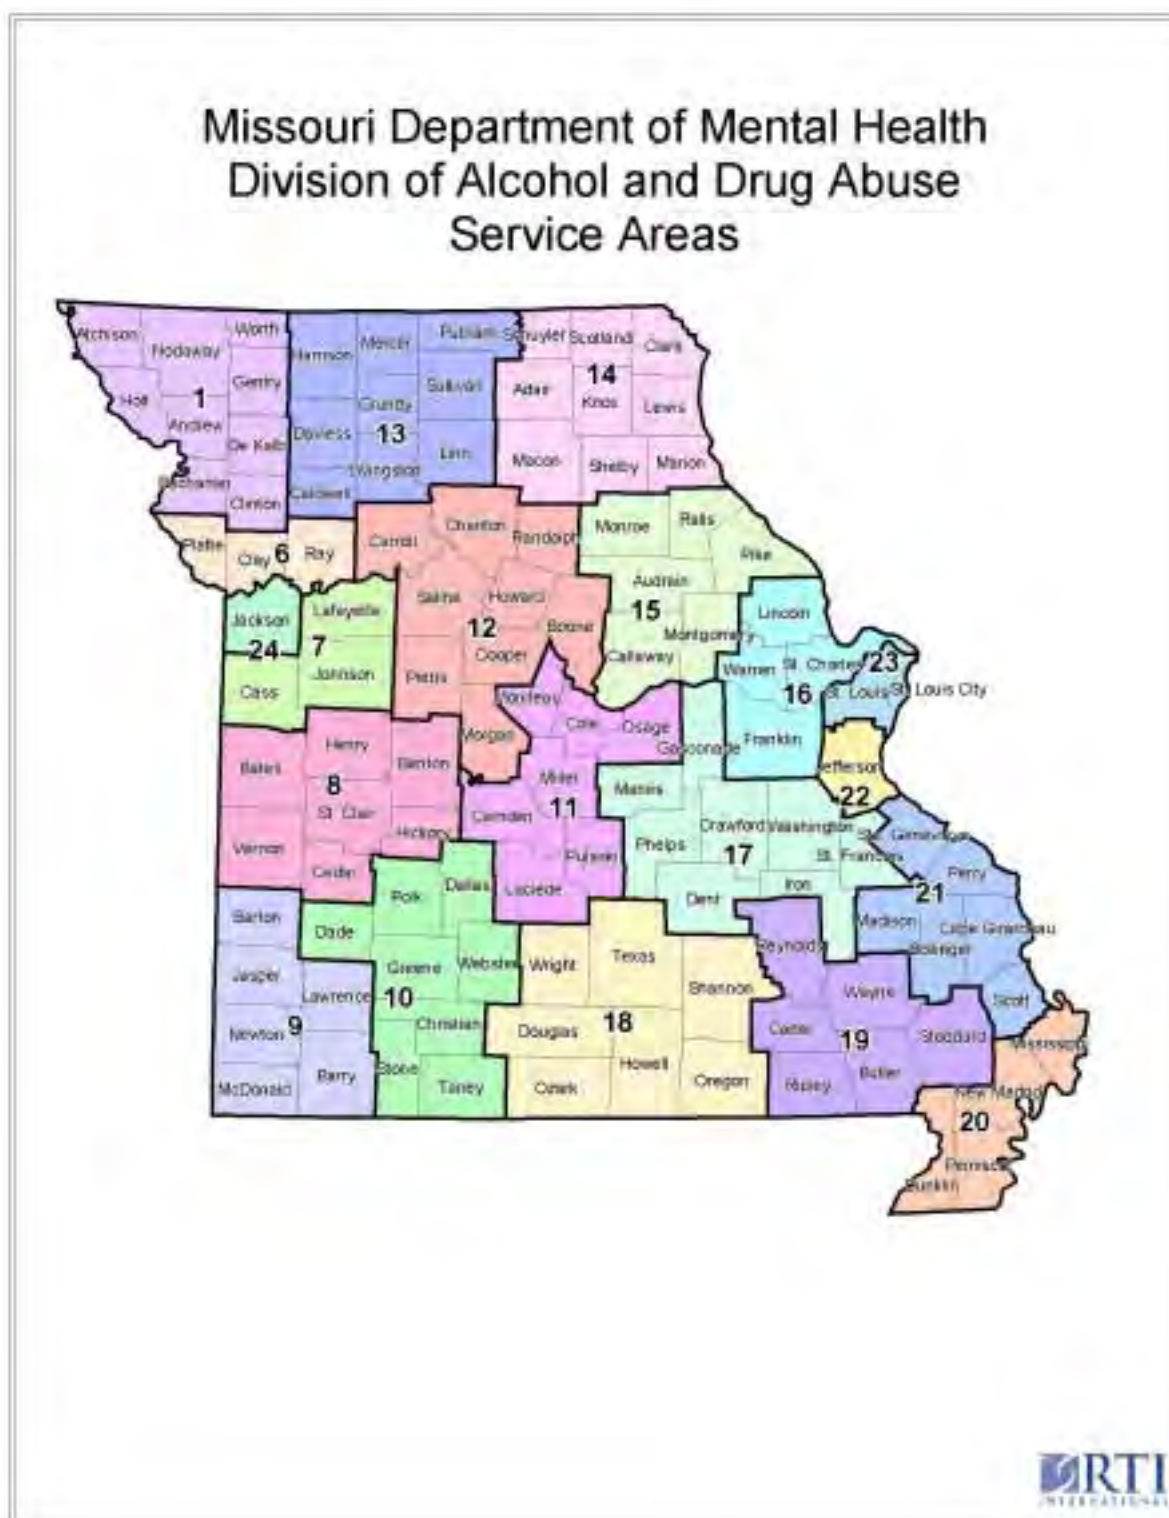 Missouri Department of Mental Health
Division of Alcohol and Drug Abuse
Service Areas
Atchison
Nodaway
Worth
Gentry
Holt
1
Andrew
De Kalb
Buchanan
Clinton
Harrison
Mercer
Putnam
Sullivan
Grundy
Daviess
13
Linn
Livingston
Caldwell
Schuyler
Scotland
Clark
14
Adair
Knox
Lewis
Macon
Shelby
Marion
Platte
Clay
6
Ray
Carroll
Chariton
Randolph
Saline
Howard
12
Boone
Cooper
Pettis
Morgan
Monroe
Ralls
Pike
Audrain
15
Montgomery
Callaway
Jackson
24
Lafayette
7
Johnson
Cass
Lincoln
Warren
St. Charles
16
Franklin
23
St. Louis
St. Louis City
Jefferson
22
Bates
Henry
Benton
8
St. Clair
Vernon
Hickory
Cedar
Moniteau
Cole
Osage
Miller
11
Camden
Pulaski
Laclede
Gasconade
Maries
Phelps
Crawford
Washington
17
St. Francois
Dent
Iron
Ste. Genevieve
Perry
21
Madison
Cape Girardeau
Bollinger
Scott
Barton
Jasper
Lawrence
Newton
9
McDonald
Barry
Polk
Dallas
Dade
Greene
Webster
10
Christian
Stone
Taney
Wright
Texas
Shannon
Douglas
18
Howell
Ozark
Oregon
Reynolds
Wayne
Carter
19
Stoddard
Ripley
Butler
Mississippi
New Madrid
20
Pemiscot
Dunklin
RTI
INTERNATIONAL